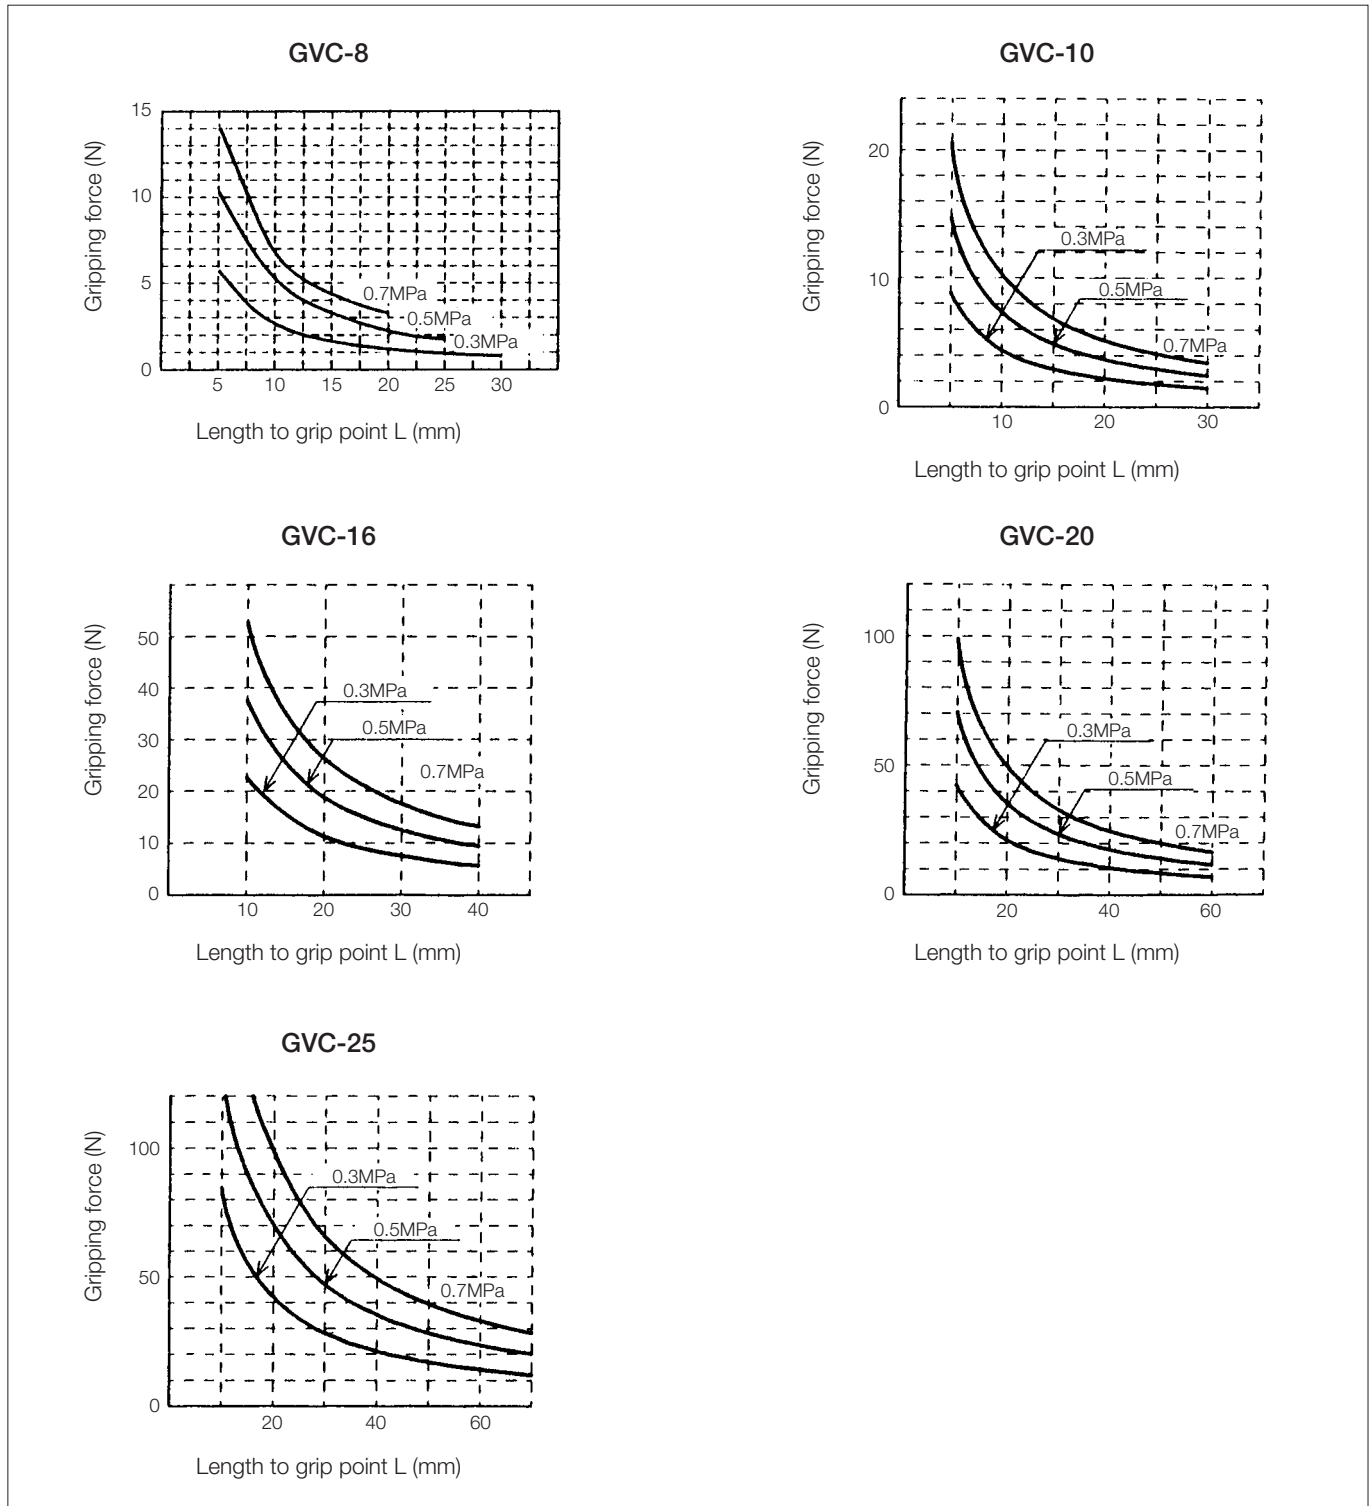 GVC-8
Gripping force (N)
15
10
5
0
0.7MPa
0.5MPa
0.3MPa
5 10 15 20 25 30
Length to grip point L (mm)
GVC-10
Gripping force (N)
20
10
0
0.3MPa
0.5MPa
0.7MPa
10 20 30
Length to grip point L (mm)
GVC-16
Gripping force (N)
50
40
30
20
10
0
0.3MPa
0.5MPa
0.7MPa
10 20 30 40
Length to grip point L (mm)
GVC-20
Gripping force (N)
100
50
0
0.3MPa
0.5MPa
0.7MPa
20 40 60
Length to grip point L (mm)
GVC-25
Gripping force (N)
100
50
0
0.3MPa
0.5MPa
0.7MPa
20 40 60
Length to grip point L (mm)